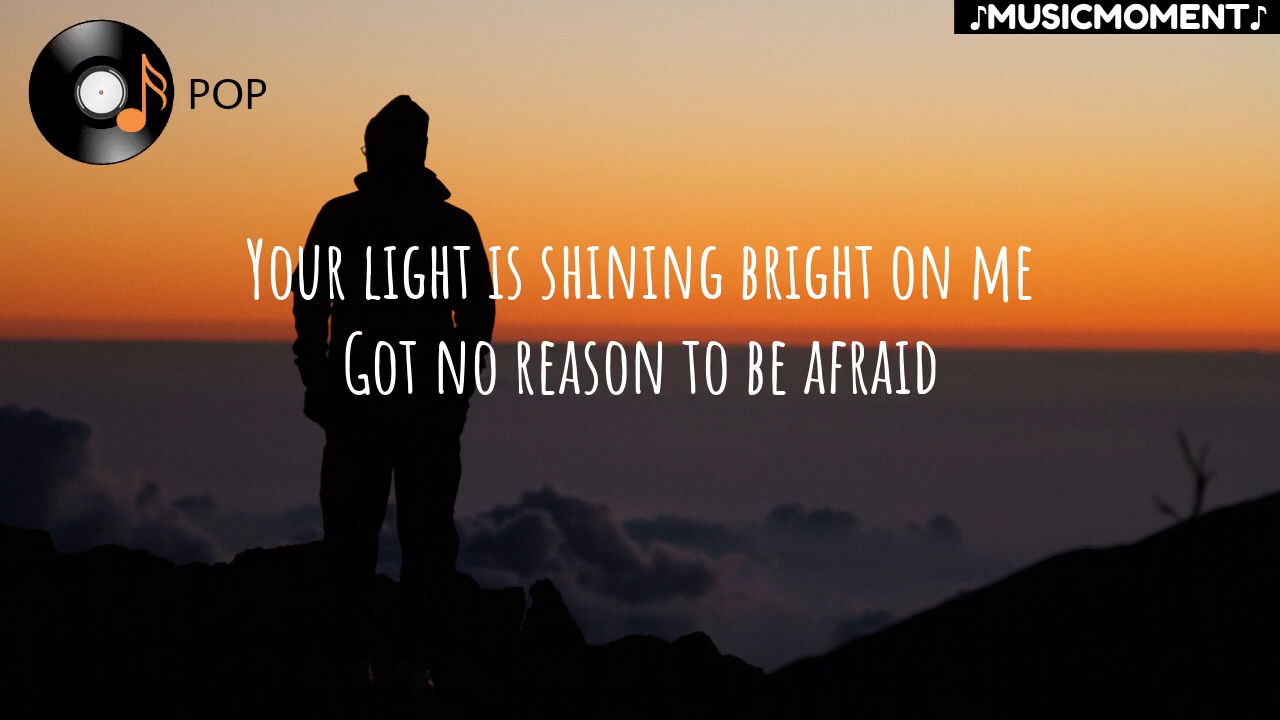 ♪MUSICMOMENT♪
POP
Your light is shining bright on me
Got no reason to be afraid